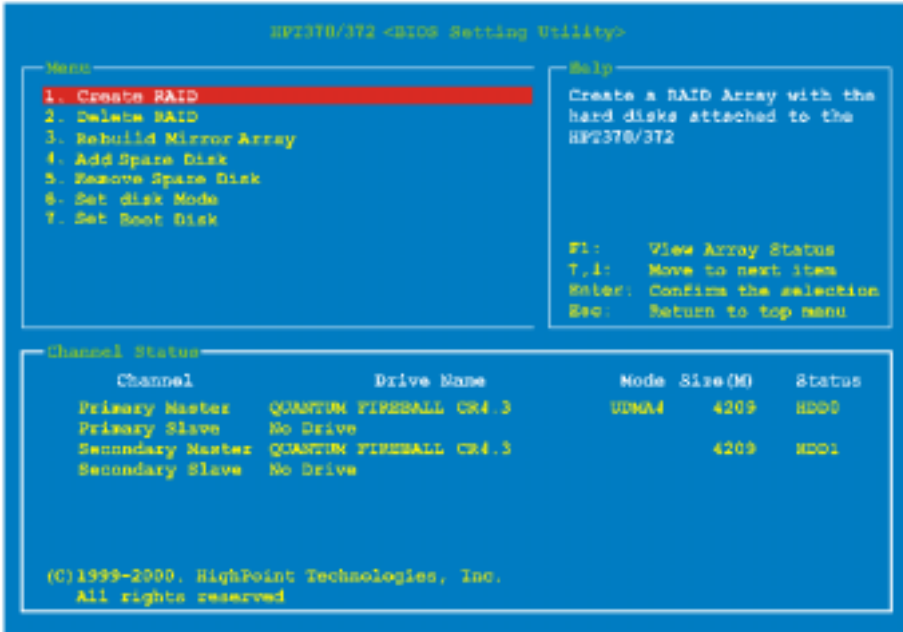 HPT370/372 <BIOS Setting Utility>
Menu
1. Create RAID
2. Delete RAID
3. Rebuild Mirror Array
4. Add Spare Disk
5. Remove Spare Disk
6. Set disk Mode
7. Set Boot Disk
Help
Create a RAID Array with the
hard disks attached to the
HPT370/372
F1: View Array Status
↑,↓: Move to next item
Enter: Confirm the selection
Esc: Return to top menu
Channel Status
Channel Drive Name Mode Size(M) Status
Primary Master QUANTUM FIREBALL CR4.3 UDMA4 4209 HDD0
Primary Slave No Drive
Secondary Master QUANTUM FIREBALL CR4.3 4209 HDD1
Secondary Slave No Drive
(C)1999-2000. HighPoint Technologies, Inc.
All rights reserved